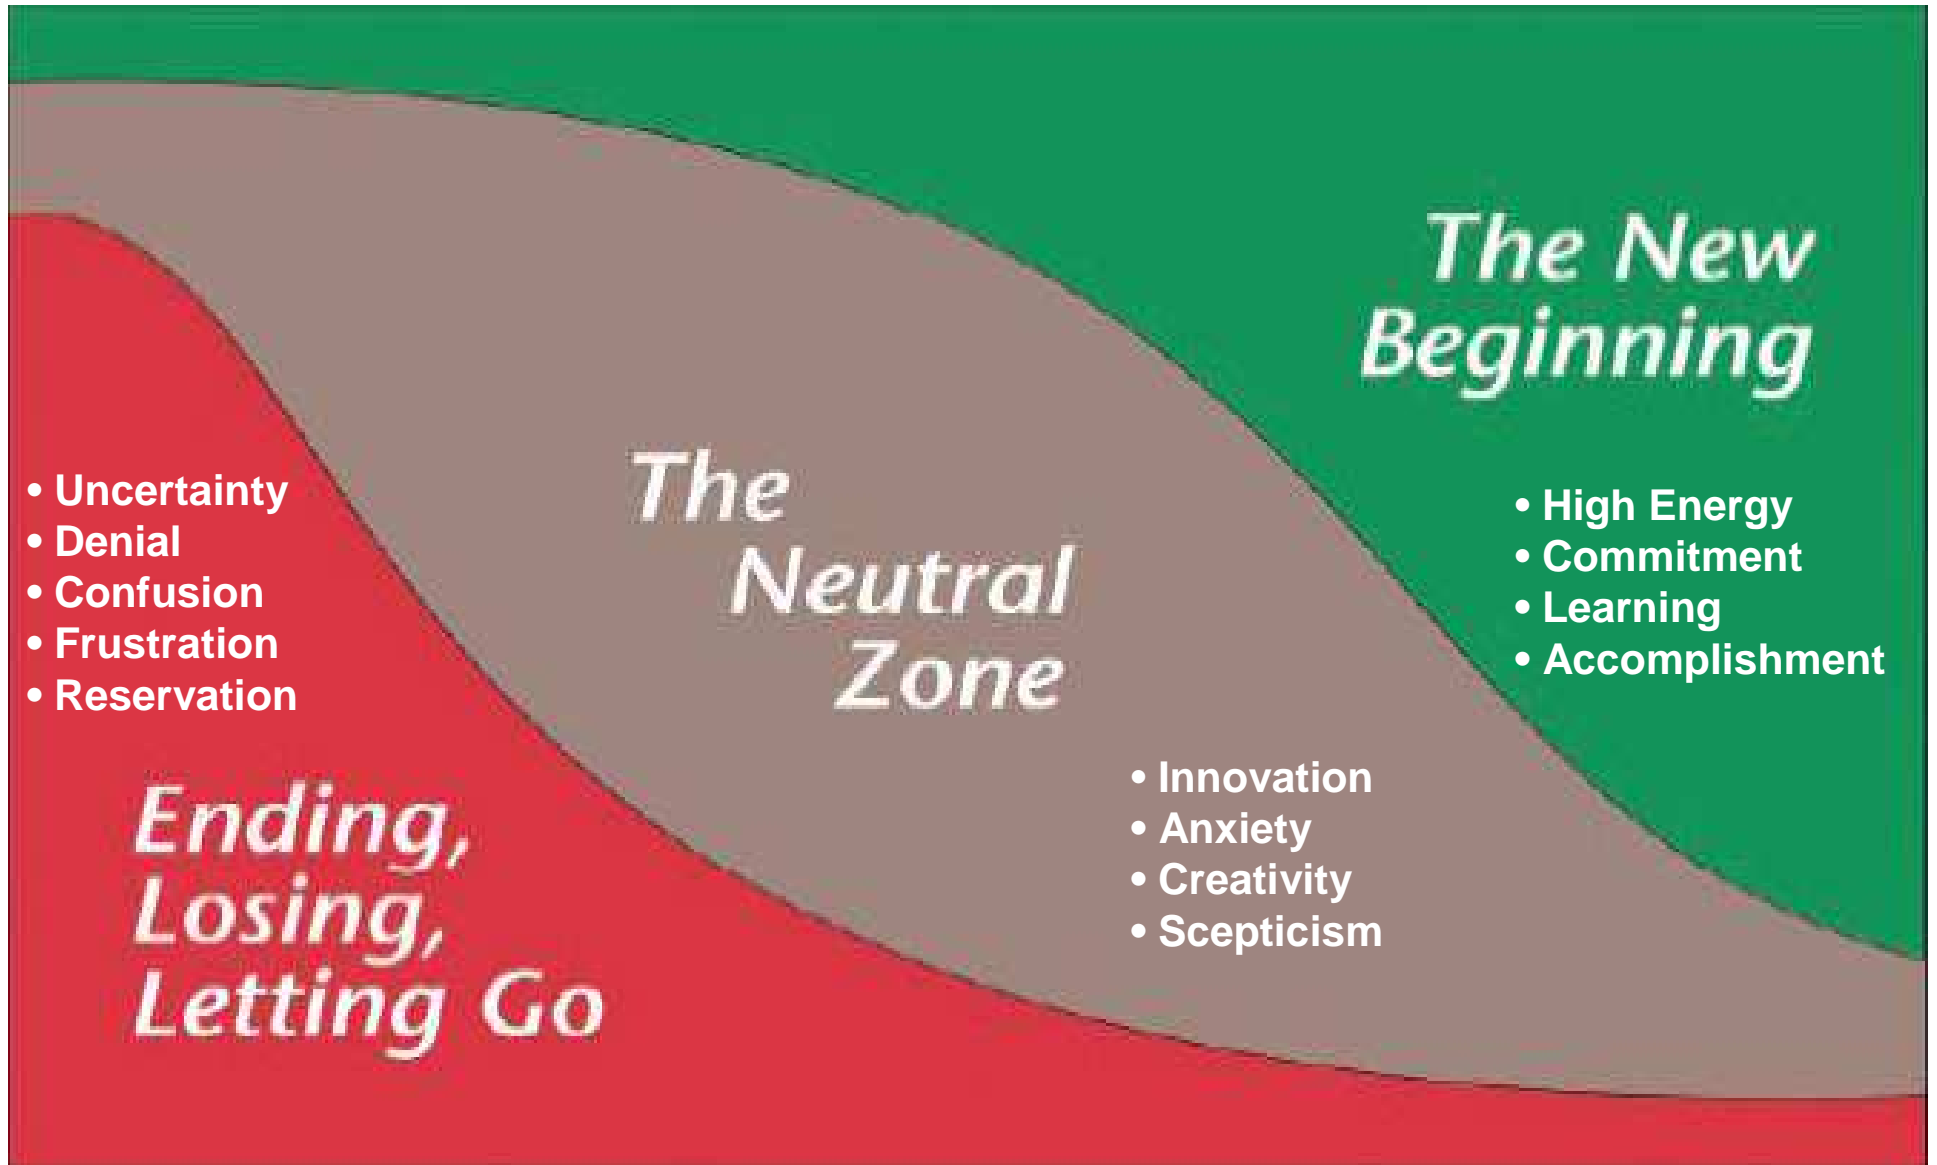 • Uncertainty
• Denial
• Confusion
• Frustration
• Reservation
Ending,
Losing,
Letting Go
The
Neutral
Zone
• Innovation
• Anxiety
• Creativity
• Scepticism
The New
Beginning
• High Energy
• Commitment
• Learning
• Accomplishment